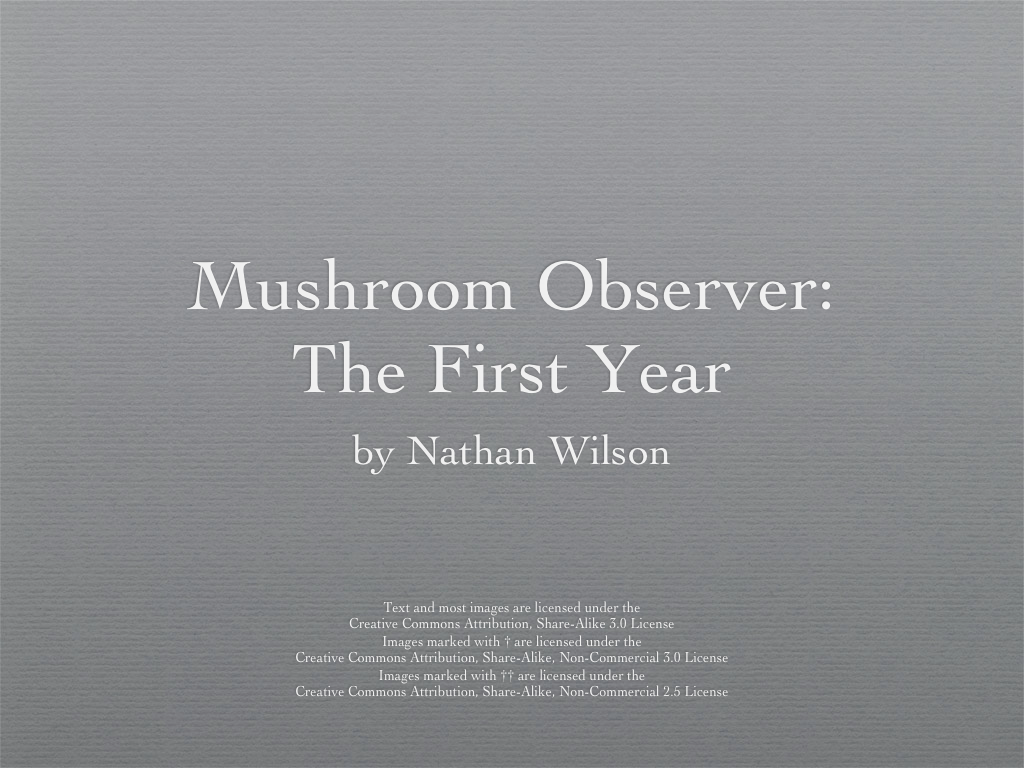 Mushroom Observer:
The First Year
by Nathan Wilson
Text and most images are licensed under the
Creative Commons Attribution, Share-Alike 3.0 License
Images marked with † are licensed under the
Creative Commons Attribution, Share-Alike, Non-Commercial 3.0 License
Images marked with †† are licensed under the
Creative Commons Attribution, Share-Alike, Non-Commercial 2.5 License